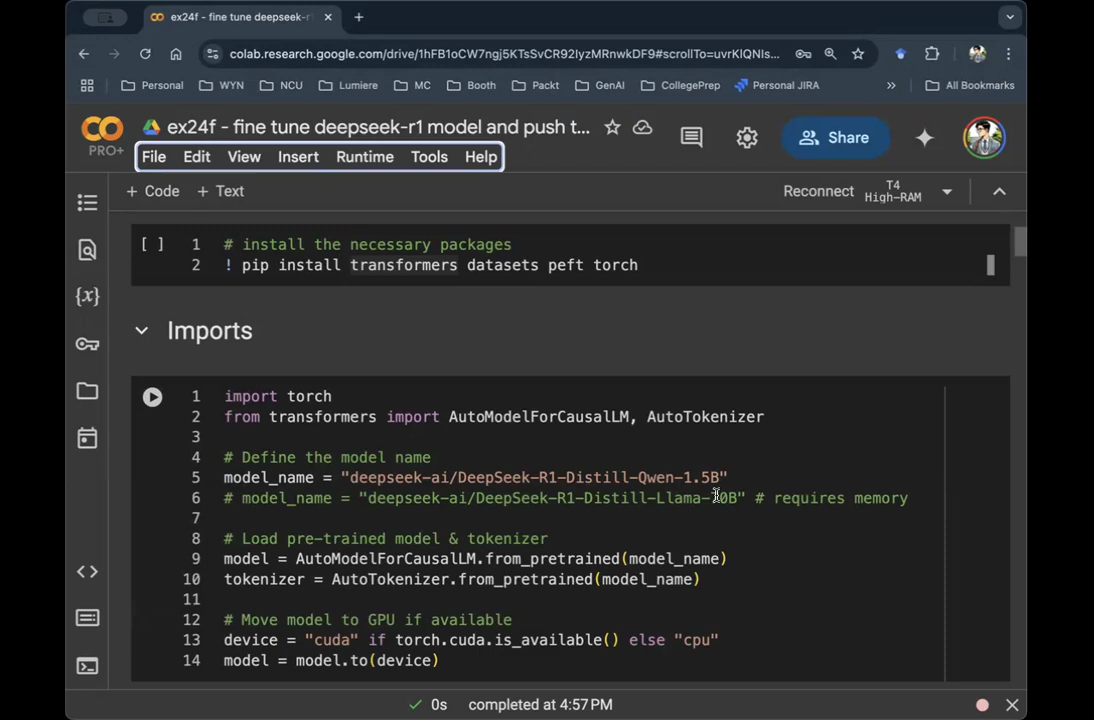 ex24f - fine tune deepseek-r1
colab.research.google.com/drive/1hFB1oCW7ngj5KTsSvCR92IyzMRnwkDF9#scrollTo=uvrKIQNIs...
Personal WYN NCU Lumiere MC Booth Packt GenAI CollegePrep Personal JIRA » All Bookmarks
ex24f - fine tune deepseek-r1 model and push t...
Share
PRO+
File Edit View Insert Runtime Tools Help
+ Code + Text
Reconnect
T4
High-RAM
[ ] 1 # install the necessary packages
2 ! pip install transformers datasets peft torch
Imports
1 import torch
2 from transformers import AutoModelForCausalLM, AutoTokenizer
3
4 # Define the model name
5 model_name = "deepseek-ai/DeepSeek-R1-Distill-Qwen-1.5B"
6 # model_name = "deepseek-ai/DeepSeek-R1-Distill-Llama-70B" # requires memory
7
8 # Load pre-trained model & tokenizer
9 model = AutoModelForCausalLM.from_pretrained(model_name)
10 tokenizer = AutoTokenizer.from_pretrained(model_name)
11
12 # Move model to GPU if available
13 device = "cuda" if torch.cuda.is_available() else "cpu"
14 model = model.to(device)
0s completed at 4:57 PM